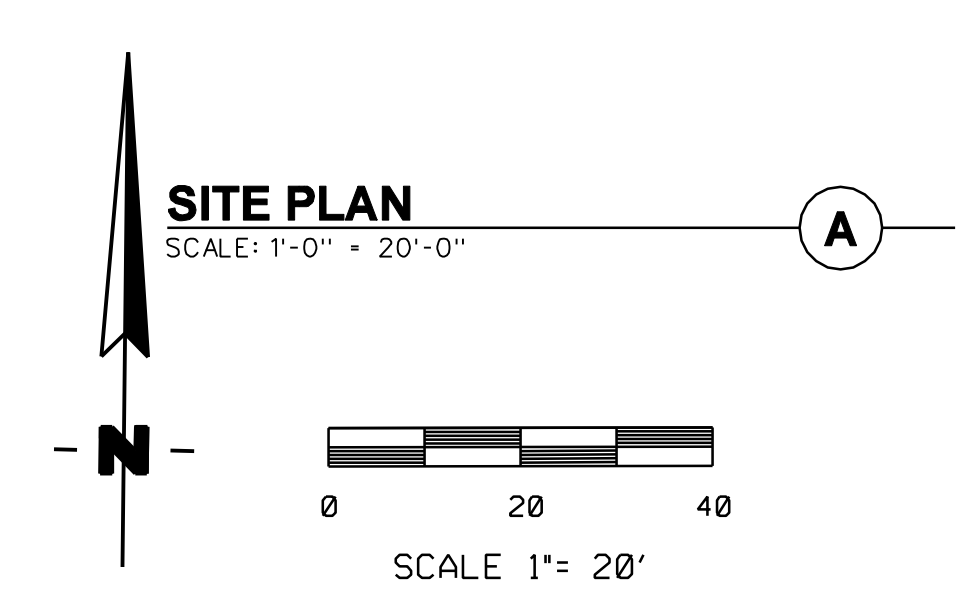 SITE PLAN
A
SCALE: 1'-0" = 20'-0"
N
0 20 40
SCALE 1"= 20'